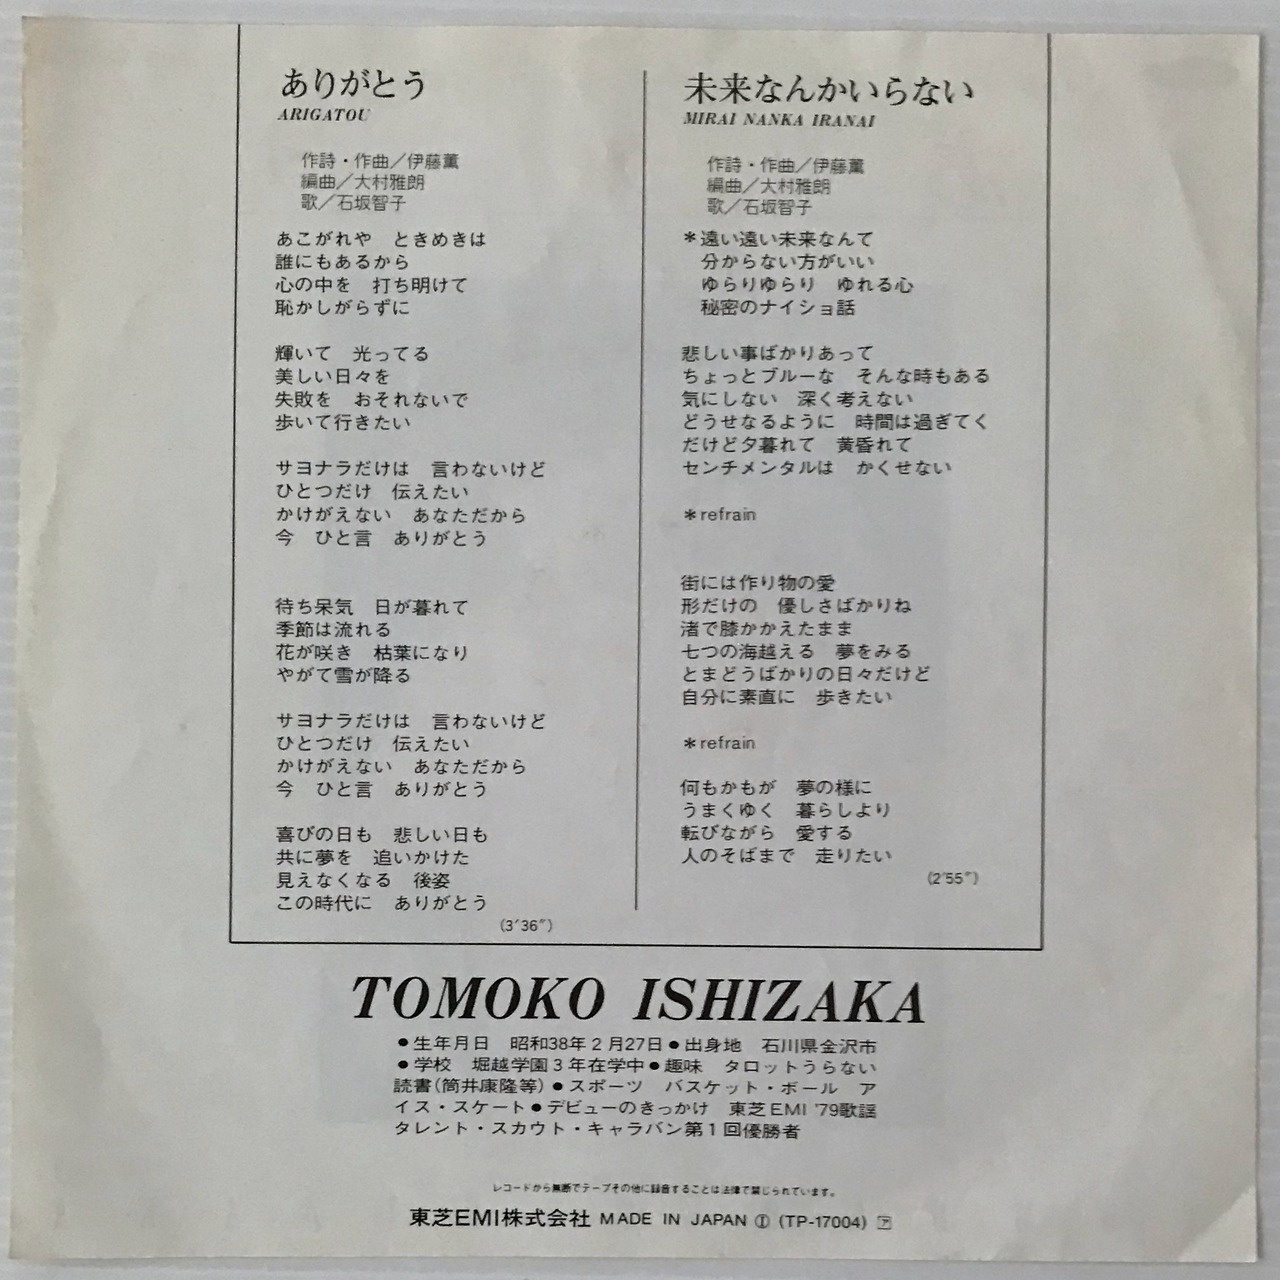 ありがとう
ARIGATOU
作詩・作曲／伊藤薫
編曲／大村雅朗
歌／石坂智子
あこがれや　ときめきは
誰にもあるから
心の中を　打ち明けて
恥かしがらずに
輝いて　光ってる
美しい日々を
失敗を　おそれないで
歩いて行きたい
サヨナラだけは　言わないけど
ひとつだけ　伝えたい
かけがえない　あなただから
今　ひと言　ありがとう
待ち呆気　日が暮れて
季節は流れる
花が咲き　枯葉になり
やがて雪が降る
サヨナラだけは　言わないけど
ひとつだけ　伝えたい
かけがえない　あなただから
今　ひと言　ありがとう
喜びの日も　悲しい日も
共に夢を　追いかけた
見えなくなる　後姿
この時代に　ありがとう
(3′36″)
未来なんかいらない
MIRAI NANKA IRANAI
作詩・作曲／伊藤薫
編曲／大村雅朗
歌／石坂智子
＊遠い遠い未来なんて
分からない方がいい
ゆらりゆらり　ゆれる心
秘密のナイショ話
悲しい事ばかりあって
ちょっとブルーな　そんな時もある
気にしない　深く考えない
どうせなるように　時間は過ぎてく
だけど夕暮れて　黄昏れて
センチメンタルは　かくせない
＊refrain
街には作り物の愛
形だけの　優しさばかりね
渚で膝かかえたまま
七つの海越える　夢をみる
とまどうばかりの日々だけど
自分に素直に　歩きたい
＊refrain
何もかもが　夢の様に
うまくゆく　暮らしより
転びながら　愛する
人のそばまで　走りたい
(2′55″)
TOMOKO ISHIZAKA
●生年月日　昭和38年2月27日●出身地　石川県金沢市
●学校　堀越学園3年在学中●趣味　タロットうらない
読書(筒井康隆等)●スポーツ　バスケット・ボール　ア
イス・スケート●デビューのきっかけ　東芝EMI '79歌謡
タレント・スカウト・キャラバン第1回優勝者
レコードから無断でテープその他に録音することは法律で禁じられています。
東芝EMI株式会社 MADE IN JAPAN Ⓘ (TP-17004) ア